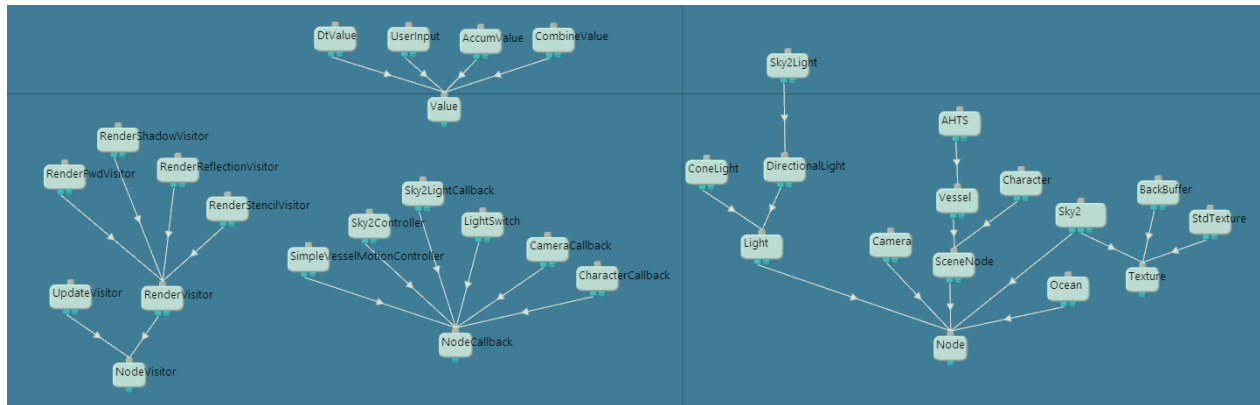 DtValue
UserInput
AccumValue
CombineValue
Value
RenderShadowVisitor
RenderFwdVisitor
RenderReflectionVisitor
RenderStencilVisitor
UpdateVisitor
RenderVisitor
NodeVisitor
Sky2LightCallback
Sky2Controller
LightSwitch
SimpleVesselMotionController
CameraCallback
CharacterCallback
NodeCallback
Sky2Light
AHTS
ConeLight
DirectionalLight
Character
BackBuffer
Vessel
Sky2
StdTexture
Light
Camera
SceneNode
Ocean
Texture
Node